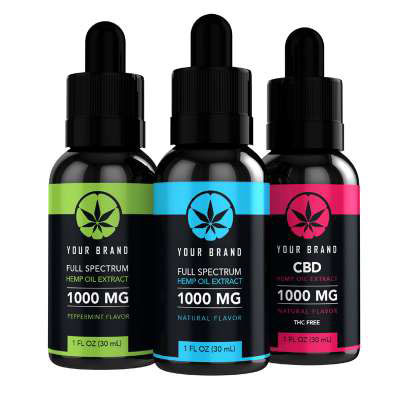 YOUR BRAND
FULL SPECTRUM
HEMP OIL EXTRACT
1000 MG
PEPPERMINT FLAVOR
1 FL OZ (30 mL)
YOUR BRAND
FULL SPECTRUM
HEMP OIL EXTRACT
1000 MG
NATURAL FLAVOR
1 FL OZ (30 mL)
YOUR BRAND
CBD
HEMP OIL EXTRACT
1000 MG
NATURAL FLAVOR
THC FREE
1 FL OZ (30 mL)